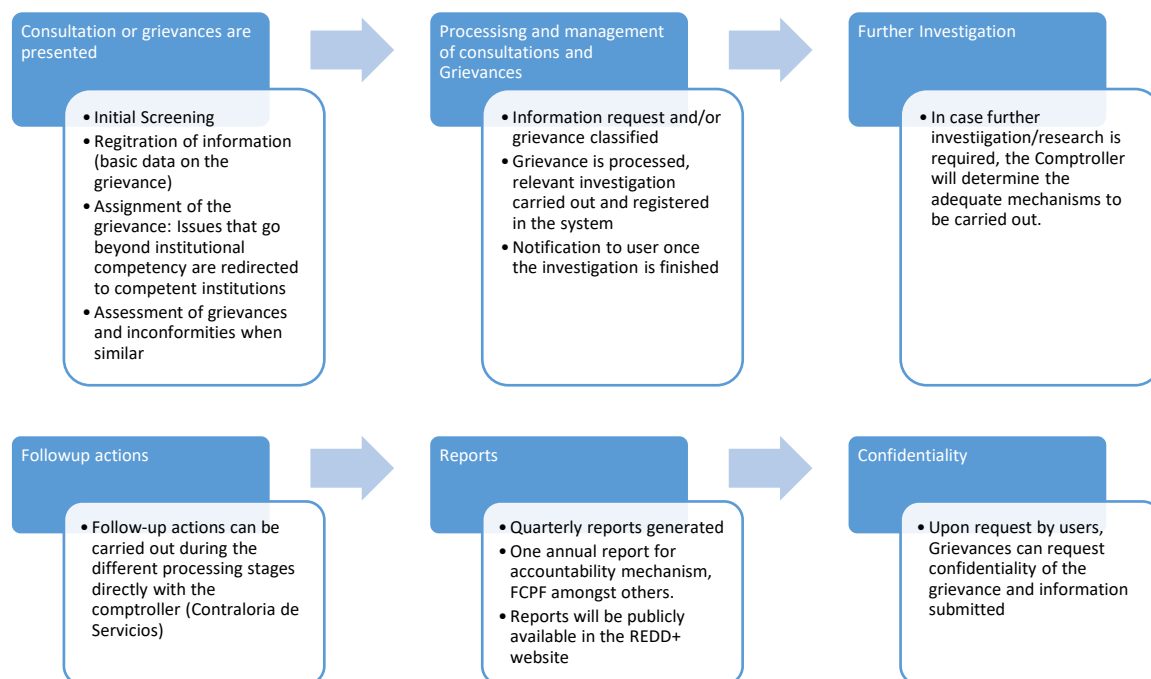 Consultation or grievances are
presented
• Initial Screening
• Regitration of information
(basic data on the
grievance)
• Assignment of the
grievance: Issues that go
beyond institutional
competency are redirected
to competent institutions
• Assessment of grievances
and inconformities when
similar
Processisng and management
of consultations and
Grievances
• Information request and/or
grievance classified
• Grievance is processed,
relevant investigation
carried out and registered
in the system
• Notification to user once
the investigation is finished
Further Investigation
• In case further
investiigation/research is
required, the Comptroller
will determine the
adequate mechanisms to
be carried out.
Followup actions
• Follow-up actions can be
carried out during the
different processing stages
directly with the
comptroller (Contraloria de
Servicios)
Reports
• Quarterly reports generated
• One annual report for
accountability mechanism,
FCPF amongst others.
• Reports will be publicly
available in the REDD+
website
Confidentiality
• Upon request by users,
Grievances can request
confidentiality of the
grievance and information
submitted